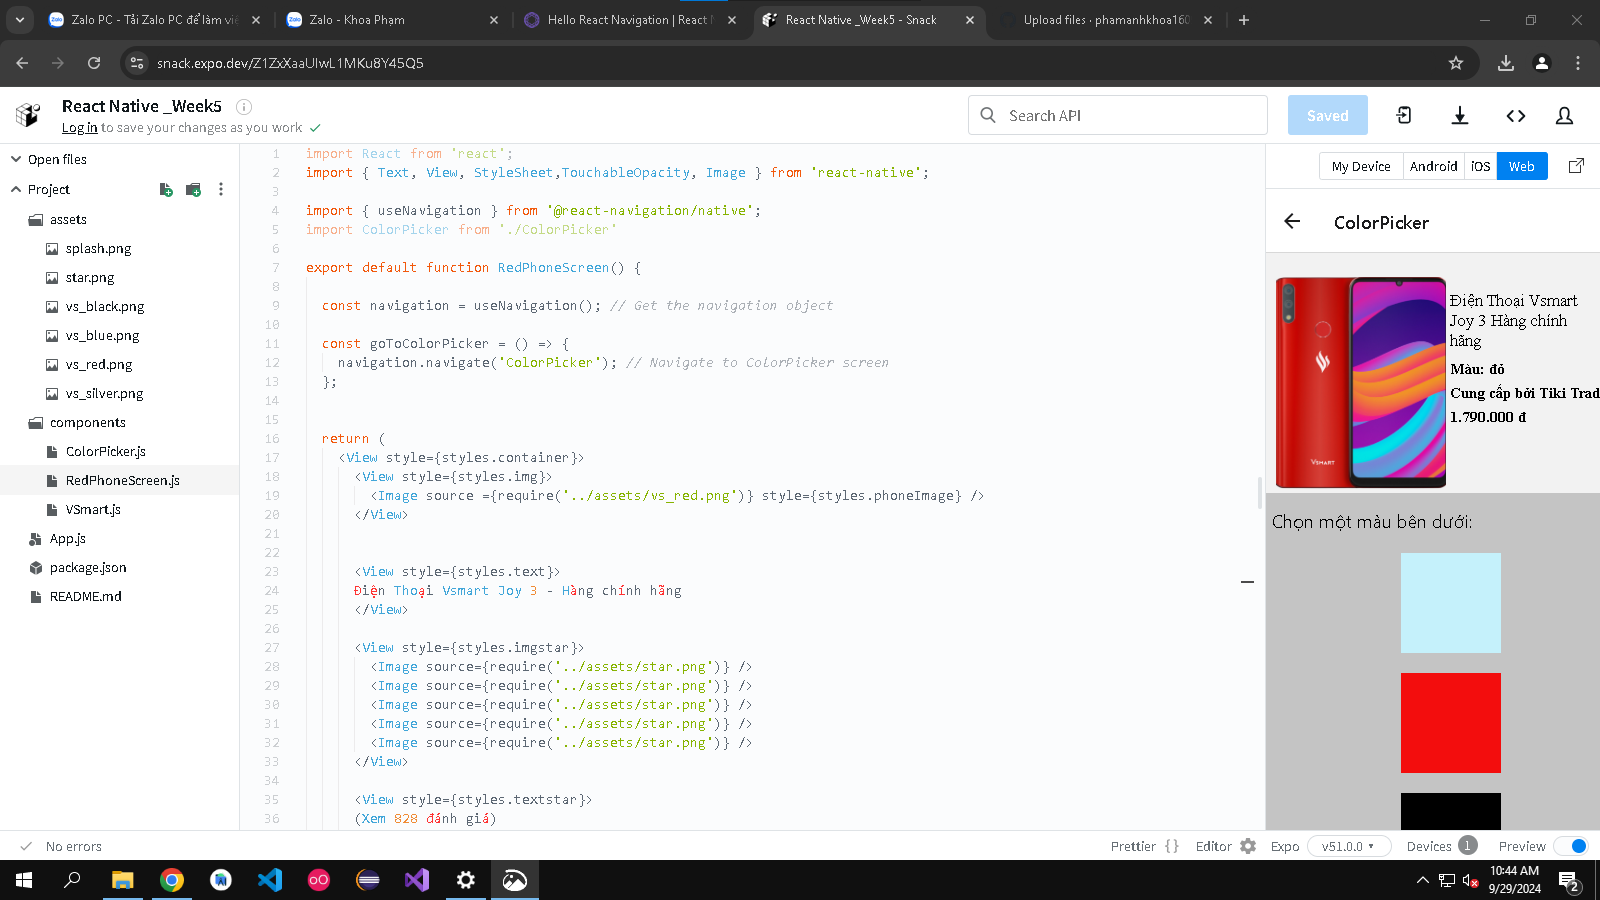 Zalo PC - Tải Zalo PC để làm việ
Zalo - Khoa Phạm
Hello React Navigation | React N
React Native _Week5 - Snack
Upload files · phamanhkhoa160
snack.expo.dev/Z1ZxXaaUIwL1MKu8Y45Q5
React Native _Week5
Log in to save your changes as you work
Search API
Saved
Open files
Project
assets
splash.png
star.png
vs_black.png
vs_blue.png
vs_red.png
vs_silver.png
components
ColorPicker.js
RedPhoneScreen.js
VSmart.js
App.js
package.json
README.md
1 import React from 'react';
2 import { Text, View, StyleSheet,TouchableOpacity, Image } from 'react-native';
3
4 import { useNavigation } from '@react-navigation/native';
5 import ColorPicker from './ColorPicker'
6
7 export default function RedPhoneScreen() {
8
9 const navigation = useNavigation(); // Get the navigation object
10
11 const goToColorPicker = () => {
12 navigation.navigate('ColorPicker'); // Navigate to ColorPicker screen
13 };
14
15
16 return (
17 <View style={styles.container}>
18 <View style={styles.img}>
19 <Image source ={require('../assets/vs_red.png')} style={styles.phoneImage} />
20 </View>
21
22
23 <View style={styles.text}>
24 Điện Thoại Vsmart Joy 3 - Hàng chính hãng
25 </View>
26
27 <View style={styles.imgstar}>
28 <Image source={require('../assets/star.png')} />
29 <Image source={require('../assets/star.png')} />
30 <Image source={require('../assets/star.png')} />
31 <Image source={require('../assets/star.png')} />
32 <Image source={require('../assets/star.png')} />
33 </View>
34
35 <View style={styles.textstar}>
36 (Xem 828 đánh giá)
My Device
Android
iOS
Web
ColorPicker
VSMART
Điện Thoại Vsmart
Joy 3 Hàng chính
hãng
Màu: đỏ
Cung cấp bởi Tiki Trad
1.790.000 đ
Chọn một màu bên dưới:
No errors
Prettier { }
Editor
Expo
v51.0.0
Devices
1
Preview
10:44 AM
9/29/2024
2